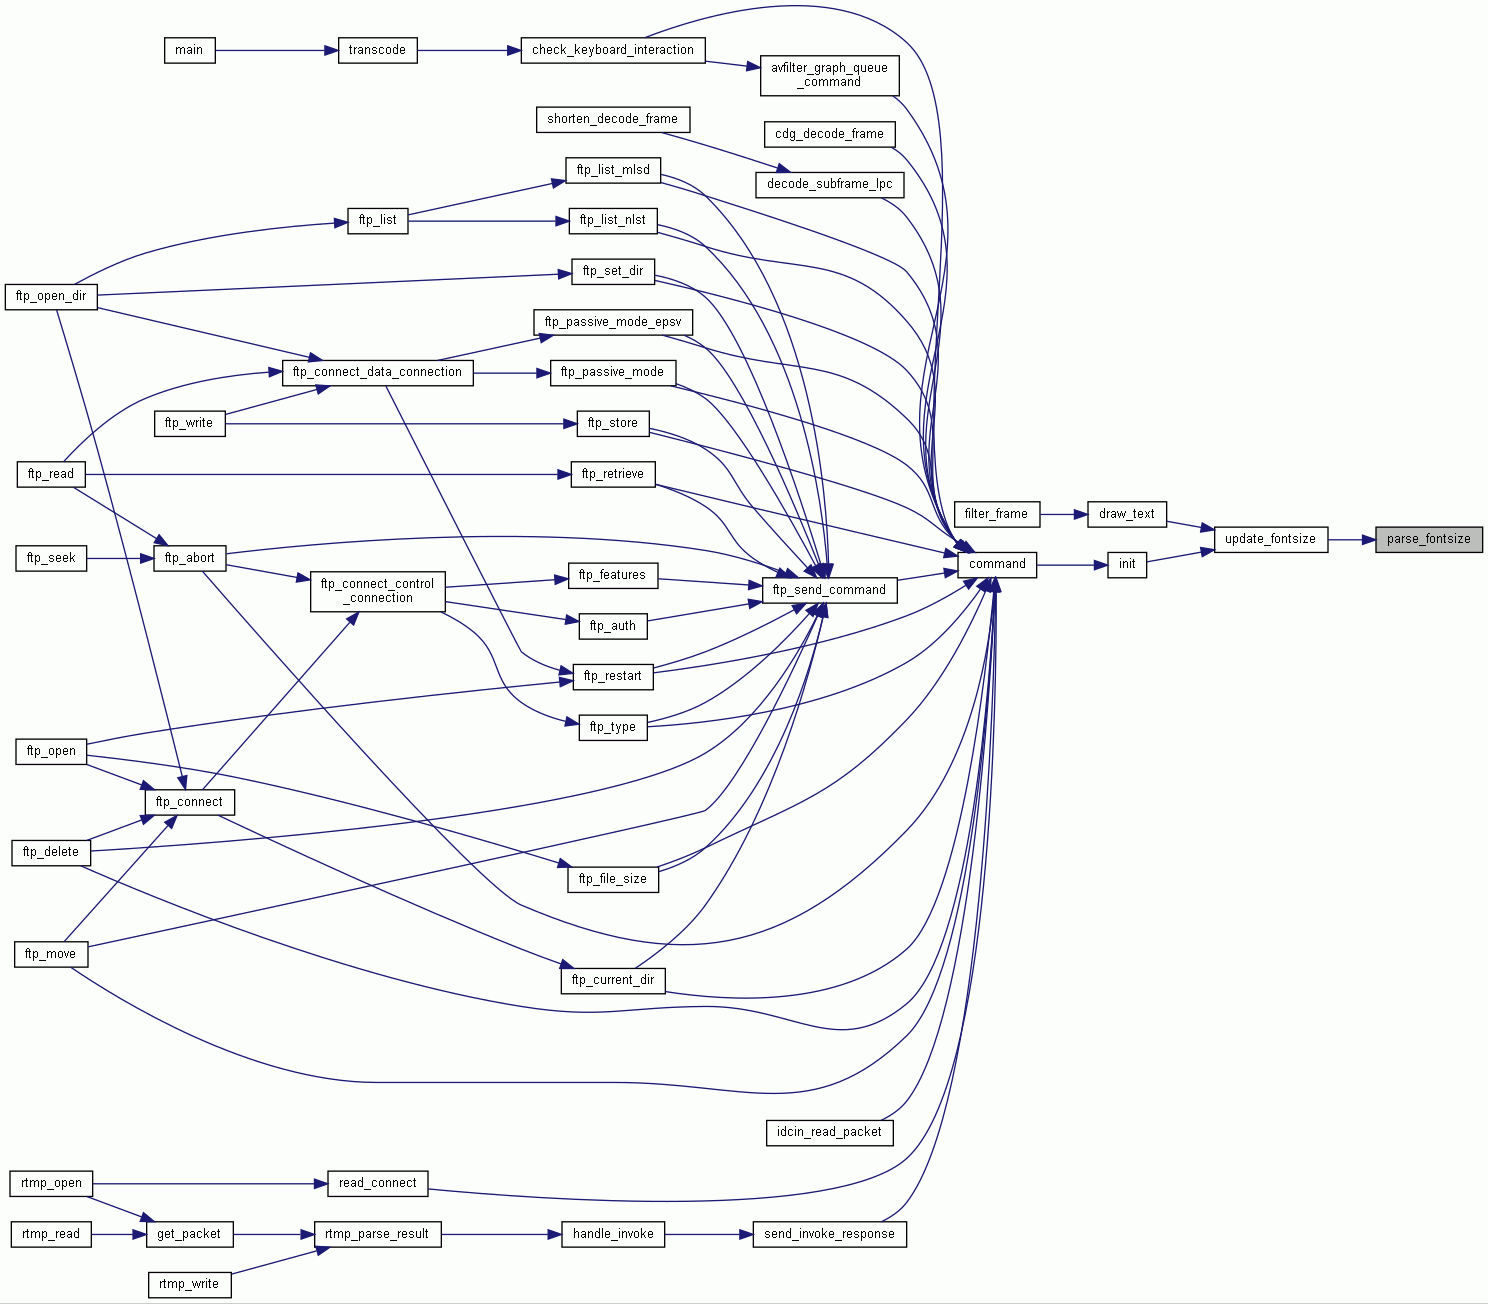 main
transcode
check_keyboard_interaction
avfilter_graph_queue
_command
shorten_decode_frame
cdg_decode_frame
ftp_list_mlsd
decode_subframe_lpc
ftp_list
ftp_list_nlst
ftp_set_dir
ftp_open_dir
ftp_passive_mode_epsv
ftp_connect_data_connection
ftp_passive_mode
ftp_write
ftp_store
ftp_read
ftp_retrieve
filter_frame
draw_text
update_fontsize
parse_fontsize
ftp_seek
ftp_abort
command
init
ftp_connect_control
_connection
ftp_features
ftp_send_command
ftp_auth
ftp_restart
ftp_type
ftp_open
ftp_connect
ftp_delete
ftp_file_size
ftp_move
ftp_current_dir
idcin_read_packet
rtmp_open
read_connect
rtmp_read
get_packet
rtmp_parse_result
handle_invoke
send_invoke_response
rtmp_write